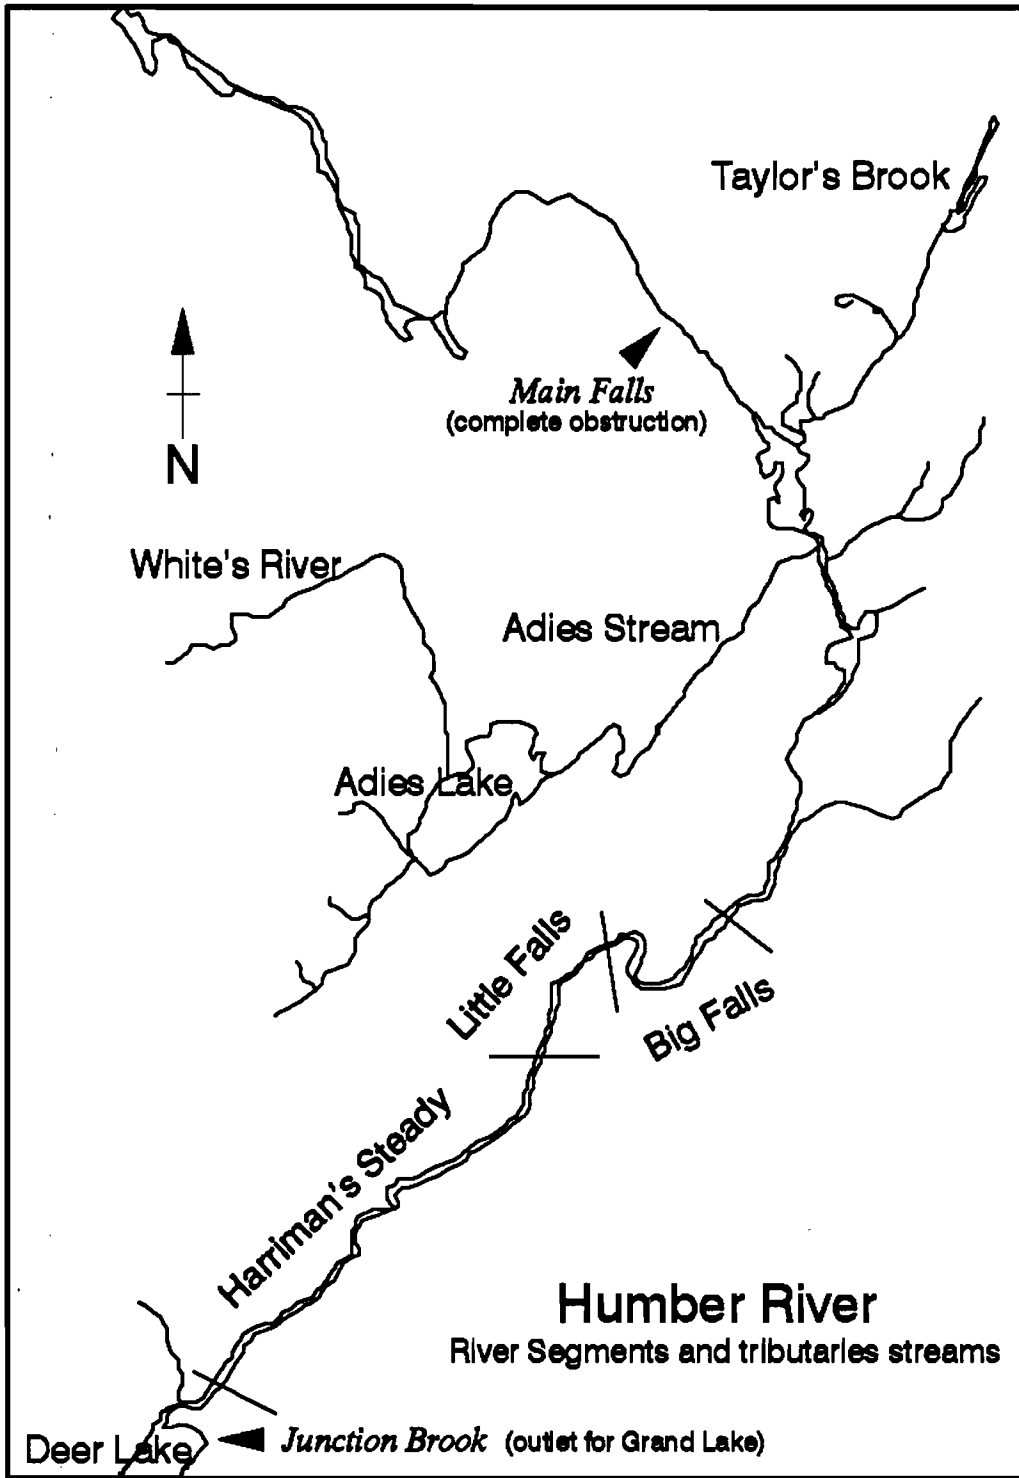 Taylor's Brook
Main Falls
(complete obstruction)
N
White's River
Adies Stream
Adies Lake
Little Falls
Big Falls
Harriman's Steady
Humber River
River Segments and tributaries streams
Deer Lake
Junction Brook (outlet for Grand Lake)